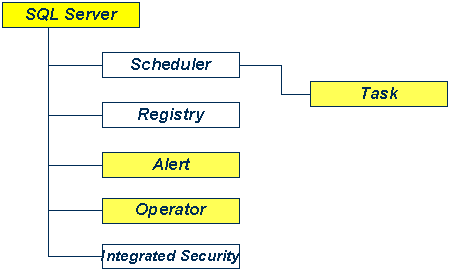 SQL Server
Scheduler
Task
Registry
Alert
Operator
Integrated Security